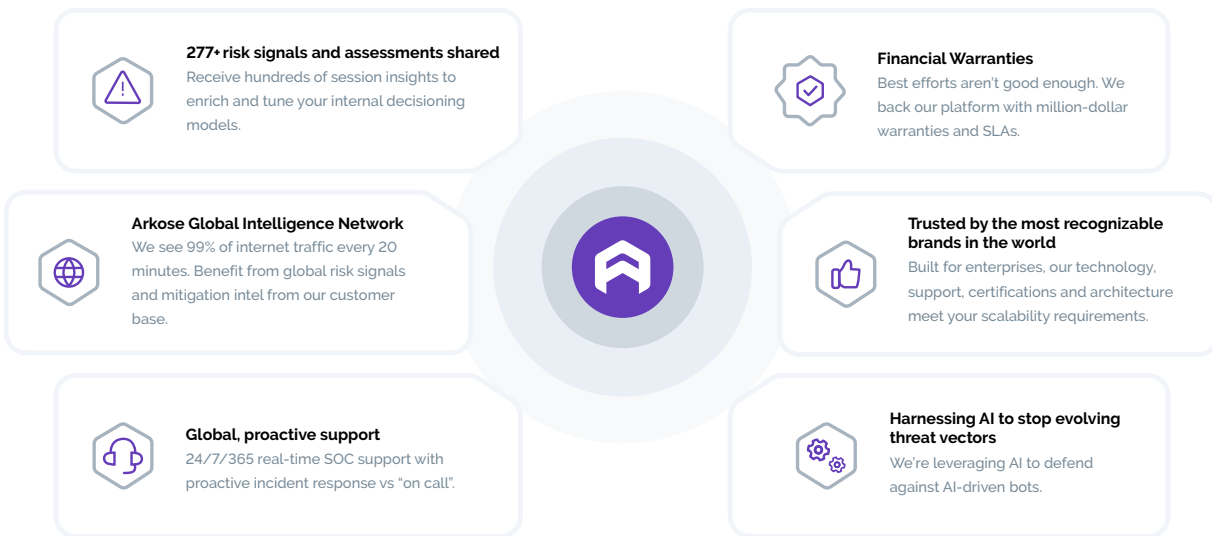 277+ risk signals and assessments shared
Receive hundreds of session insights to
enrich and tune your internal decisioning
models.
Financial Warranties
Best efforts aren't good enough. We
back our platform with million-dollar
warranties and SLAs.
Arkose Global Intelligence Network
We see 99% of internet traffic every 20
minutes. Benefit from global risk signals
and mitigation intel from our customer
base.
Trusted by the most recognizable
brands in the world
Built for enterprises, our technology,
support, certifications and architecture
meet your scalability requirements.
Global, proactive support
24/7/365 real-time SOC support with
proactive incident response vs “on call”.
Harnessing AI to stop evolving
threat vectors
We're leveraging AI to defend
against AI-driven bots.